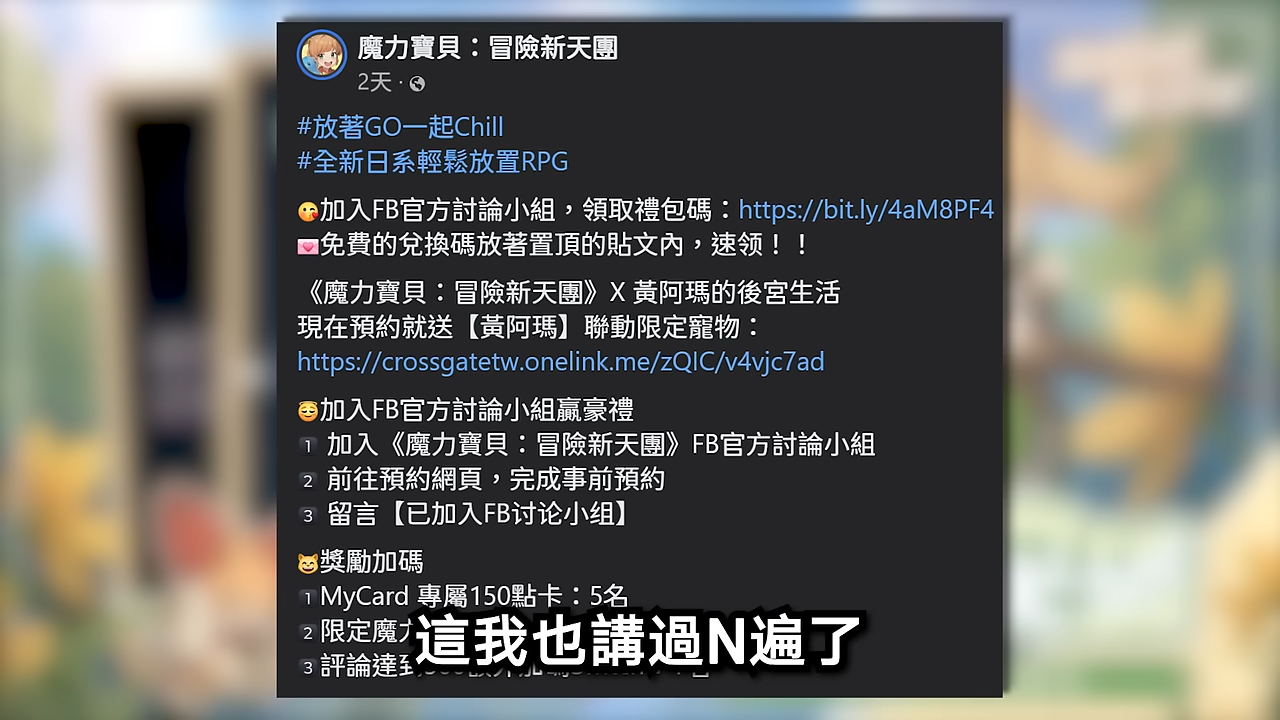 魔力寶貝：冒險新天團
2天 ·
#放著GO一起Chill
#全新日系輕鬆放置RPG
😘加入FB官方討論小組，領取禮包碼：https://bit.ly/4aM8PF4
💌免費的兌換碼放著置頂的貼文內，速领！！
《魔力寶貝：冒險新天團》X 黃阿瑪的後宮生活
現在預約就送【黃阿瑪】聯動限定寵物：
https://crossgatetw.onelink.me/zQIC/v4vjc7ad
😇加入FB官方討論小組贏豪禮
1 加入《魔力寶貝：冒險新天團》FB官方討論小組
2 前往預約網頁，完成事前預約
3 留言【已加入FB讨论小组】
😸獎勵加碼
1 MyCard 專屬150點卡：5名
2 限定魔力
3 評論達到
這我也講過N遍了